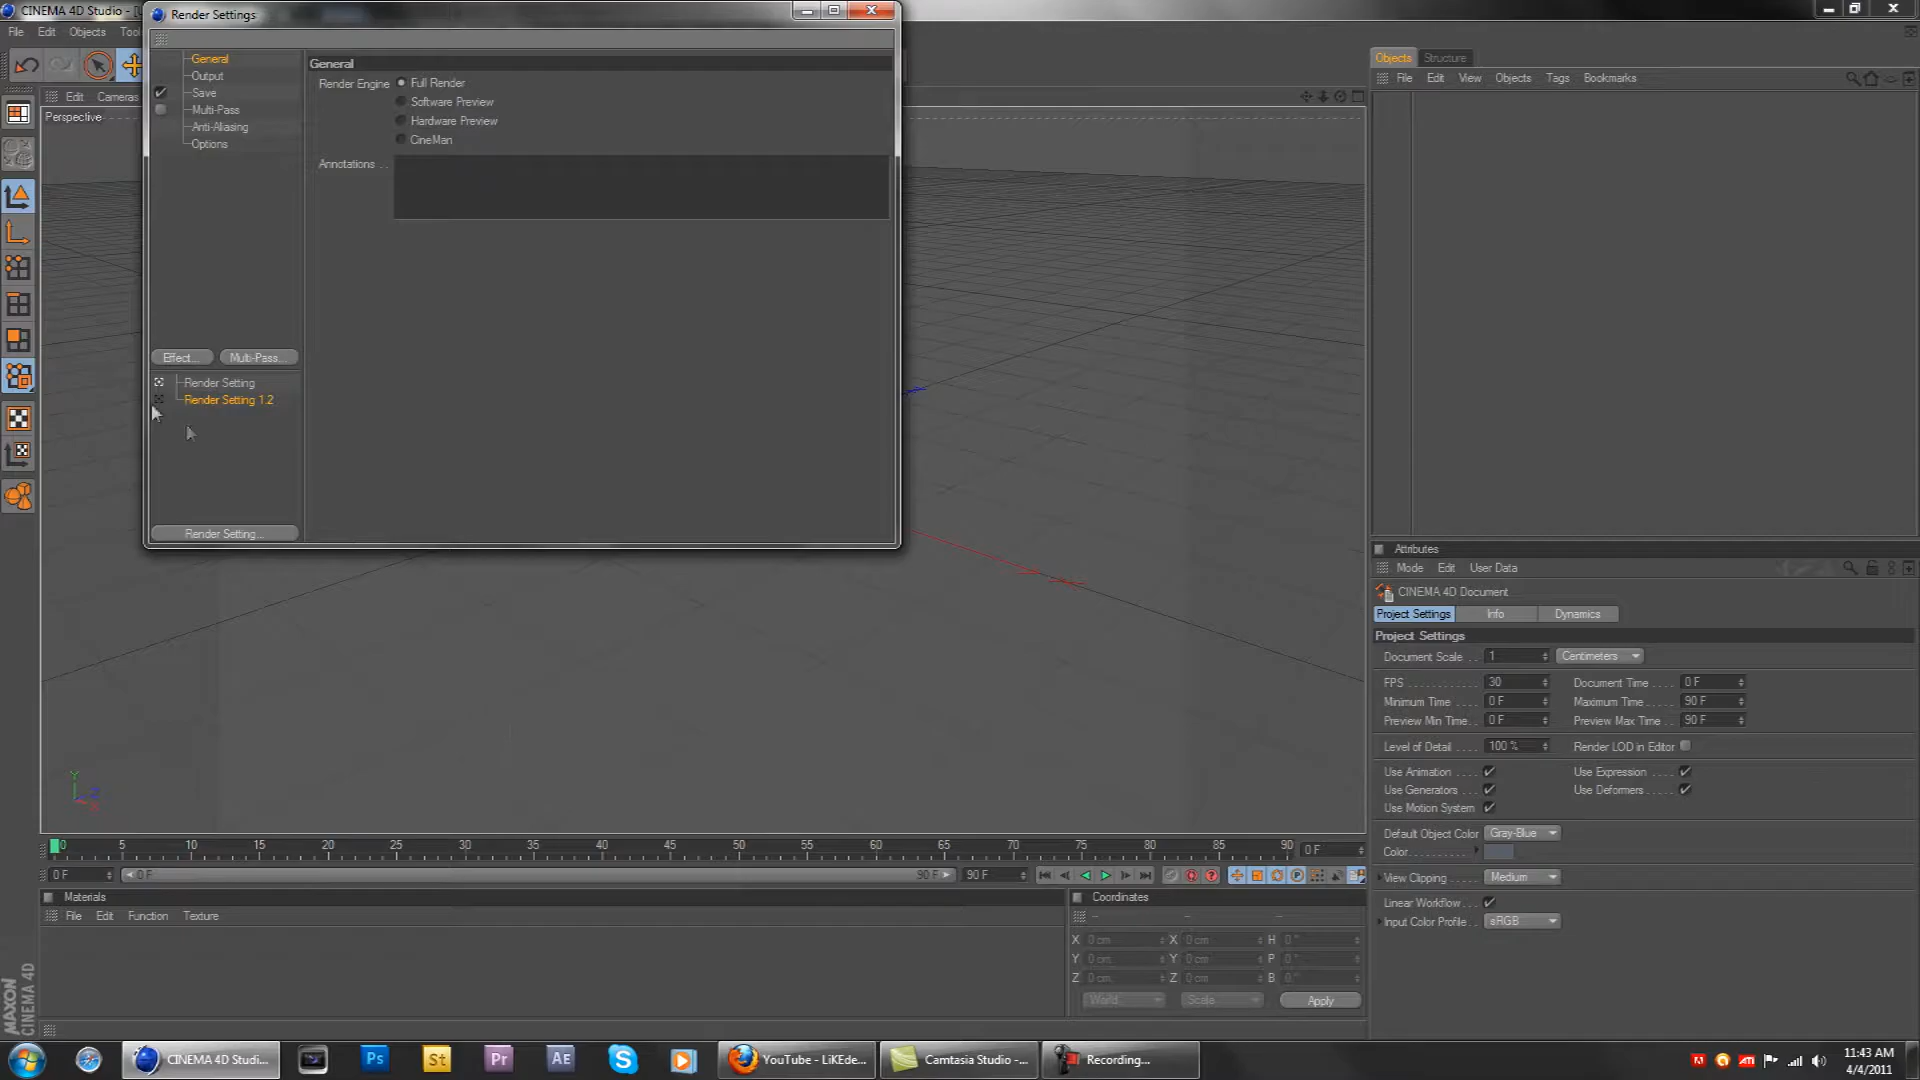 CINEMA 4D Studio - [
Render Settings
File Edit Objects
General
Output
Save
Multi-Pass
Anti-Aliasing
Options
General
Render Engine
Full Render
Software Preview
Hardware Preview
CineMan
Annotations
Effect...
Multi-Pass...
Render Setting
Render Setting 1.2
Render Setting...
Edit Cameras
Perspective
Objects Structure
File Edit View Objects Tags Bookmarks
Attributes
Mode Edit User Data
CINEMA 4D Document
Project Settings Info Dynamics
Project Settings
Document Scale 1 Centimeters
FPS 30 Document Time 0 F
Minimum Time 0 F Maximum Time 90 F
Preview Min Time 0 F Preview Max Time 90 F
Level of Detail 100 % Render LOD in Editor
Use Animation Use Expression
Use Generators Use Deformers
Use Motion System
Default Object Color Gray-Blue
Color
View Clipping Medium
Linear Workflow
Input Color Profile sRGB
Y
Z
X
0 5 10 15 20 25 30 35 40 45 50 55 60 65 70 75 80 85 90 0 F
0 F 0 F 90 F 90 F
Materials
File Edit Function Texture
Coordinates
-- -- --
X 0 cm X 0 cm H 0 °
Y 0 cm Y 0 cm P 0 °
Z 0 cm Z 0 cm B 0 °
World Scale Apply
MAXON
CINEMA 4D
CINEMA 4D Studi...
Ps
St
Pr
AE
YouTube - LiKEde...
Camtasia Studio -...
Recording...
ATI
11:43 AM
4/4/2011